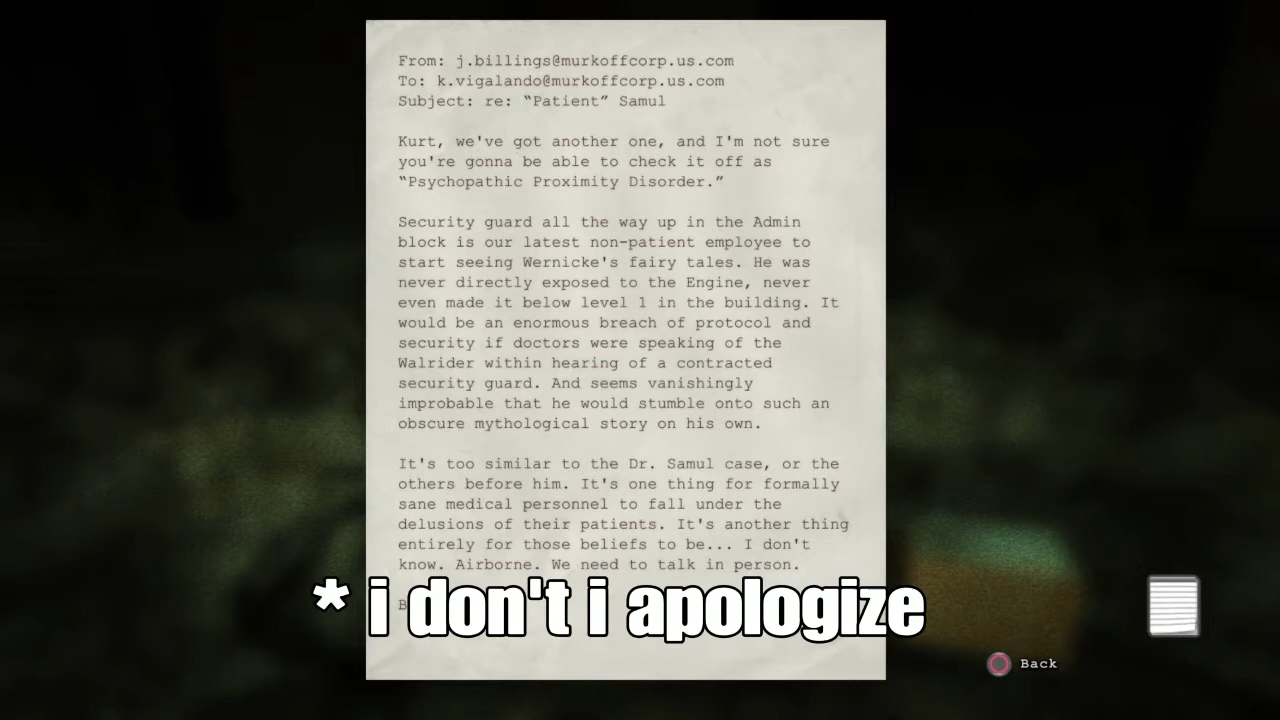 From: j.billings@murkoffcorp.us.com
To: k.vigalando@murkoffcorp.us.com
Subject: re: “Patient” Samul
Kurt, we've got another one, and I'm not sure
you're gonna be able to check it off as
“Psychopathic Proximity Disorder.”
Security guard all the way up in the Admin
block is our latest non-patient employee to
start seeing Wernicke's fairy tales. He was
never directly exposed to the Engine, never
even made it below level 1 in the building. It
would be an enormous breach of protocol and
security if doctors were speaking of the
Walrider within hearing of a contracted
security guard. And seems vanishingly
improbable that he would stumble onto such an
obscure mythological story on his own.
It's too similar to the Dr. Samul case, or the
others before him. It's one thing for formally
sane medical personnel to fall under the
delusions of their patients. It's another thing
entirely for those beliefs to be... I don't
know. Airborne. We need to talk in person.
* i don't i apologize
Back